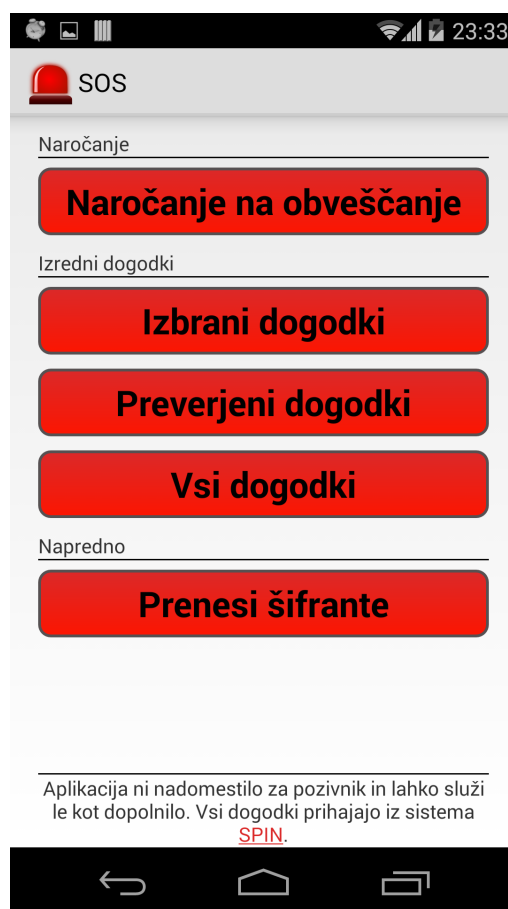 23:33
SOS
Naročanje
Naročanje na obveščanje
Izredni dogodki
Izbrani dogodki
Preverjeni dogodki
Vsi dogodki
Napredno
Prenesi šifrante
Aplikacija ni nadomestilo za pozivnik in lahko služi
le kot dopolnilo. Vsi dogodki prihajajo iz sistema
SPIN.